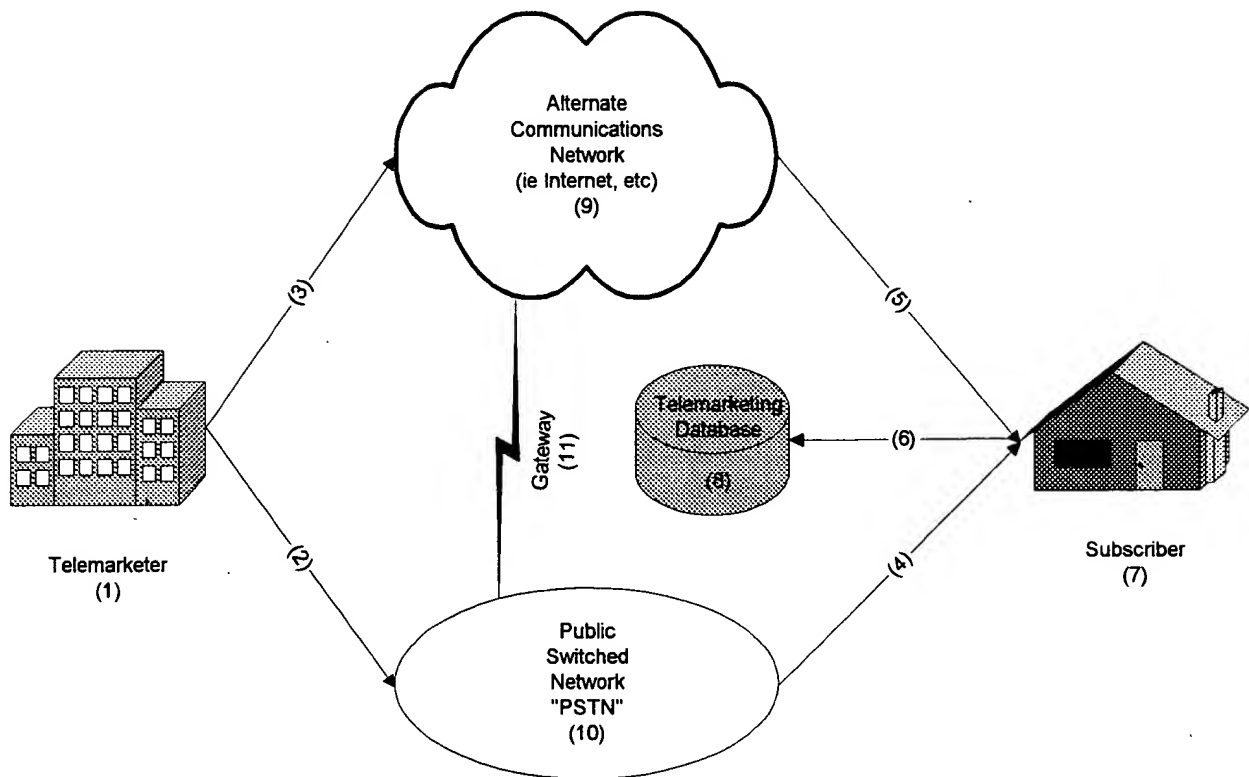 Alternate
Communications
Network
(ie Internet, etc)
(9)
(3)
(5)
Telemarketing
Database
(8)
(6)
Gateway
(11)
(2)
(4)
Telemarketer
(1)
Subscriber
(7)
Public
Switched
Network
"PSTN"
(10)